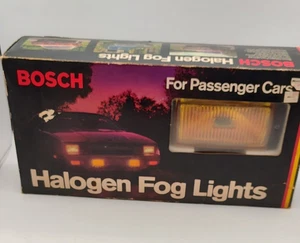 BOSCH
Halogen Fog Lights
BOSCH
For Passenger Cars
Halogen Fog Lights